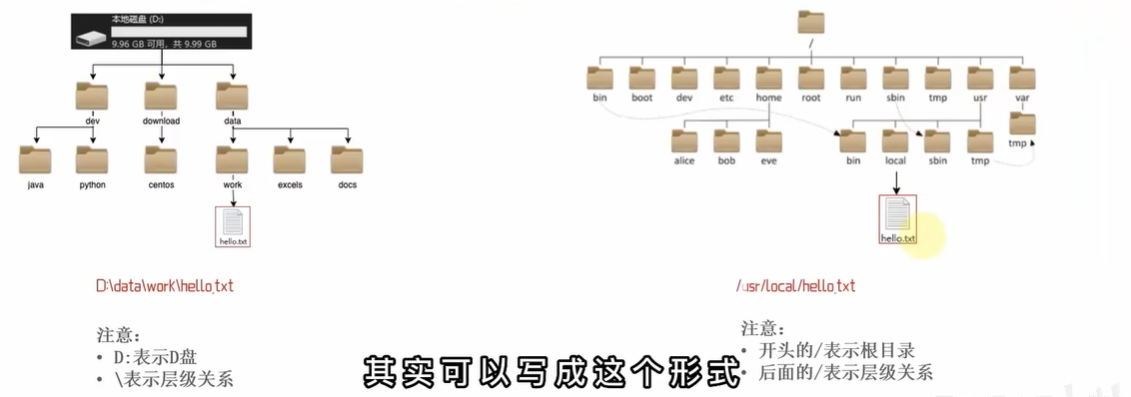 本地磁盘 (D:)
9.96 GB 可用，共 9.99 GB
dev download data
java python centos work excels docs
hello.txt
D:\data\work\hello.txt
注意：
• D:表示D盘
• \表示层级关系
/
bin boot dev etc home root run sbin tmp usr var
alice bob eve bin local sbin tmp tmp
hello.txt
/usr/local/hello.txt
注意：
• 开头的/表示根目录
• 后面的/表示层级关系
其实可以写成这个形式